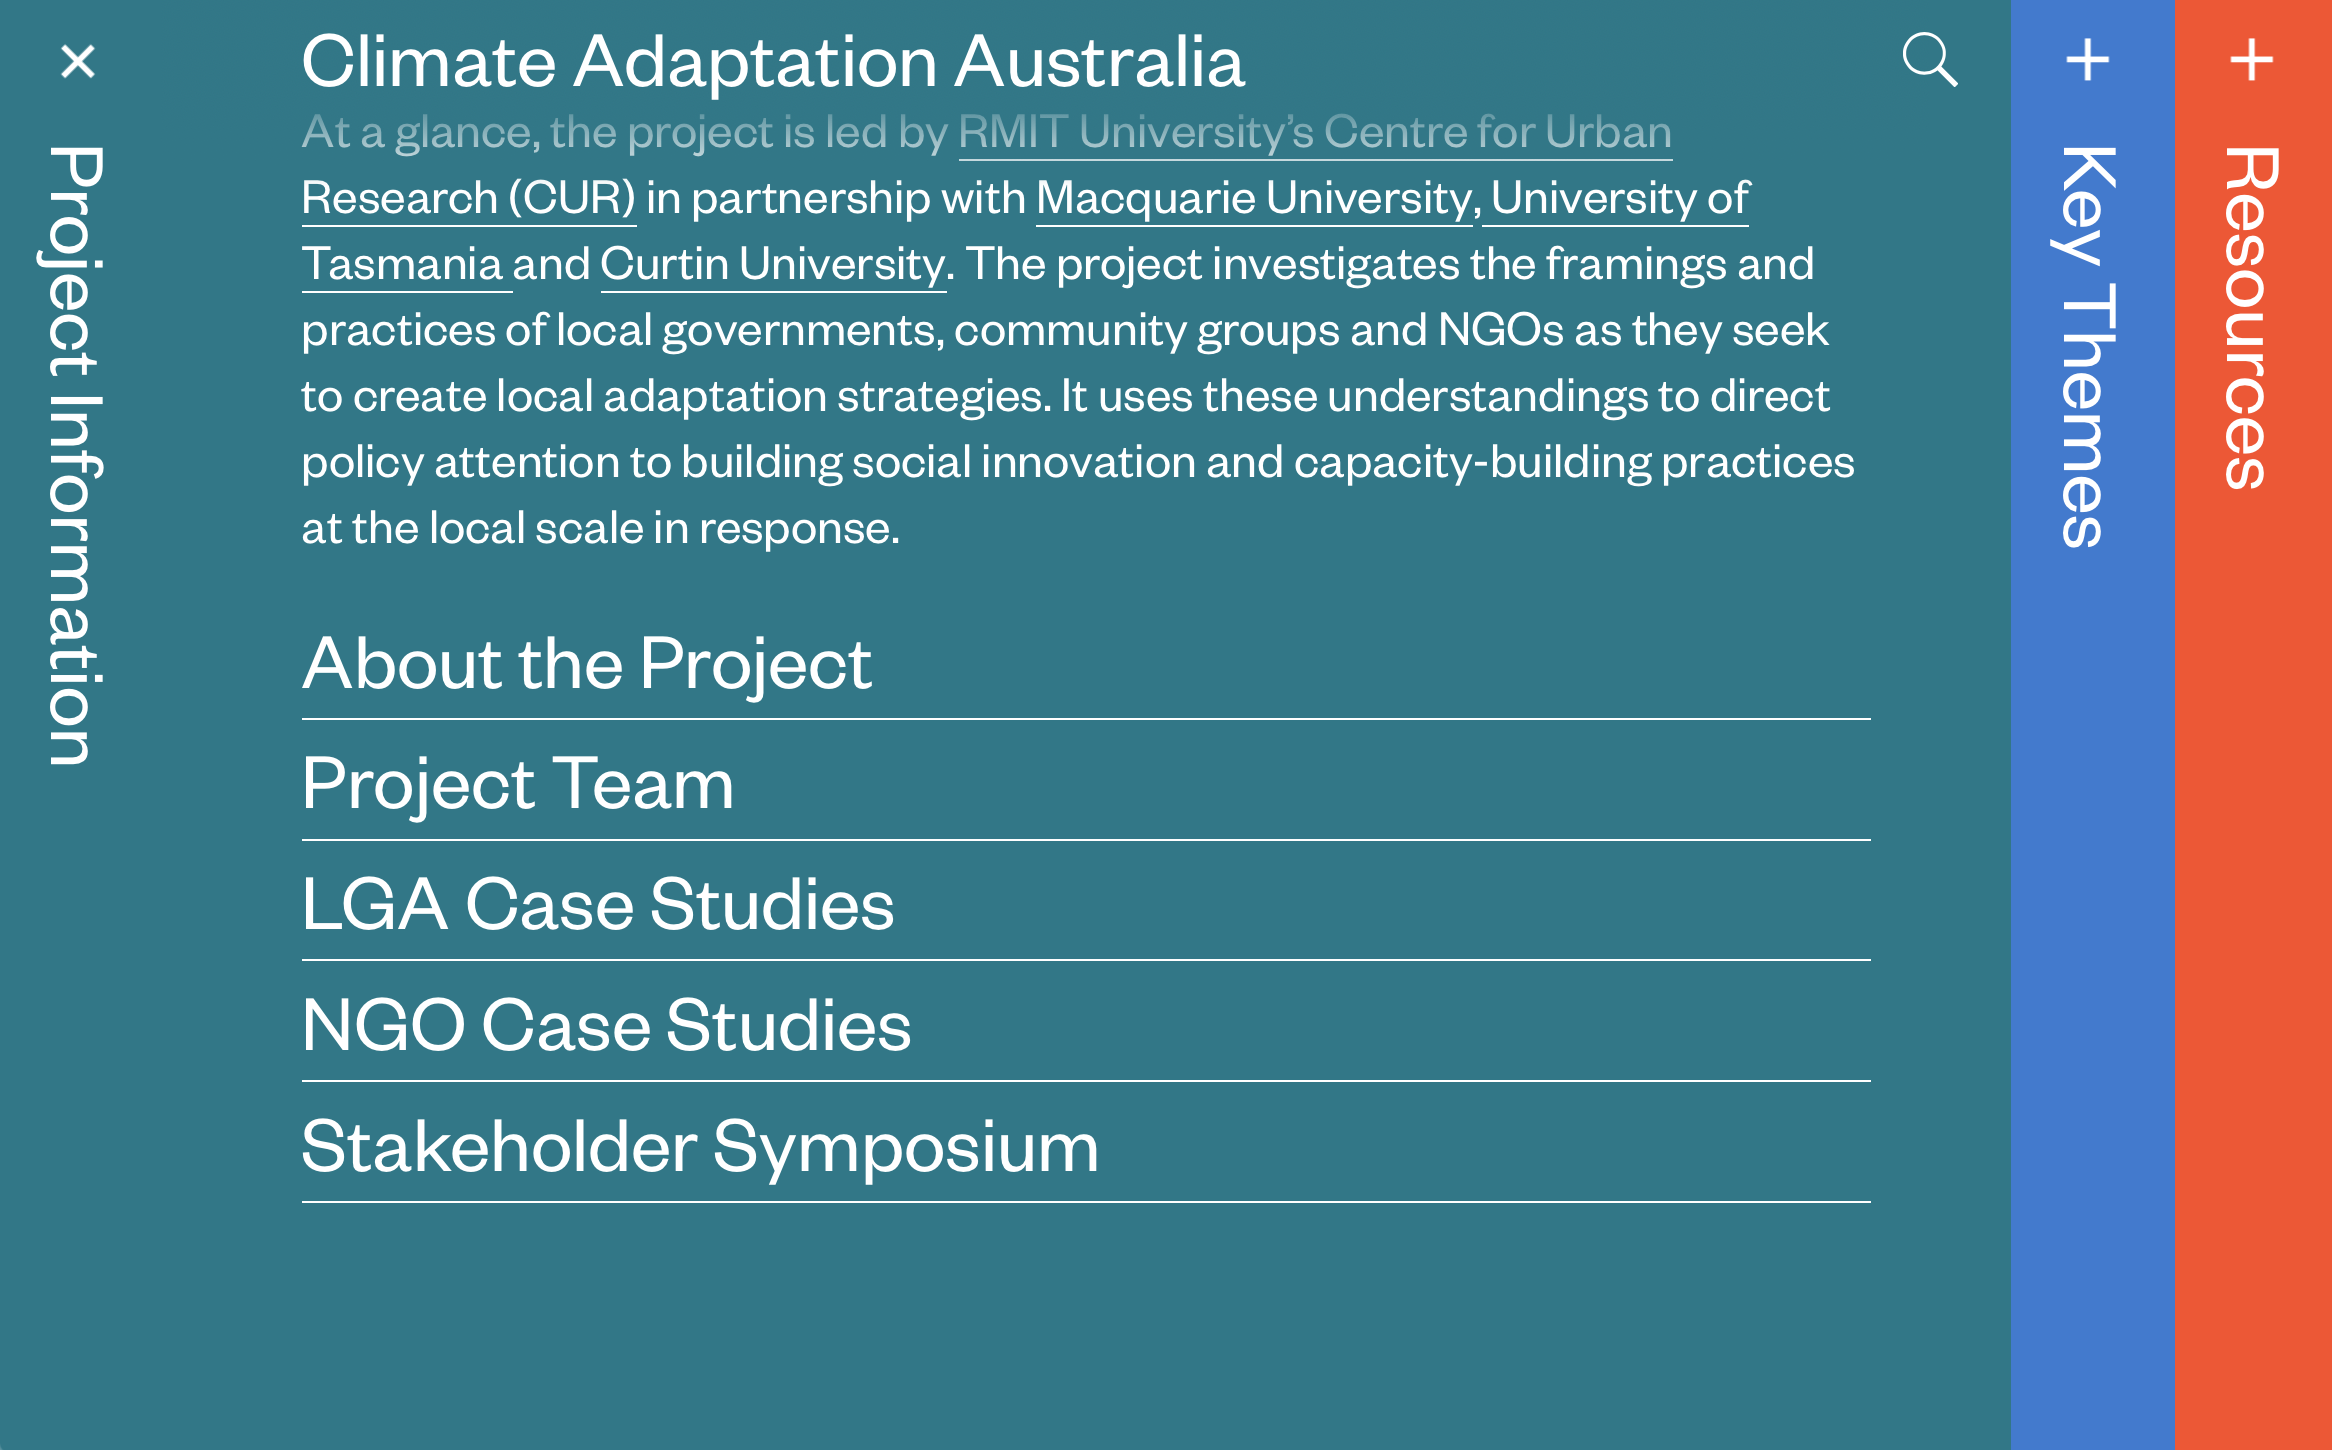 Climate Adaptation Australia
At a glance, the project is led by RMIT University’s Centre for Urban
Research (CUR) in partnership with Macquarie University, University of
Tasmania and Curtin University. The project investigates the framings and
practices of local governments, community groups and NGOs as they seek
to create local adaptation strategies. It uses these understandings to direct
policy attention to building social innovation and capacity-building practices
at the local scale in response.
About the Project
Project Team
LGA Case Studies
NGO Case Studies
Stakeholder Symposium
Project Information
Key Themes
Resources